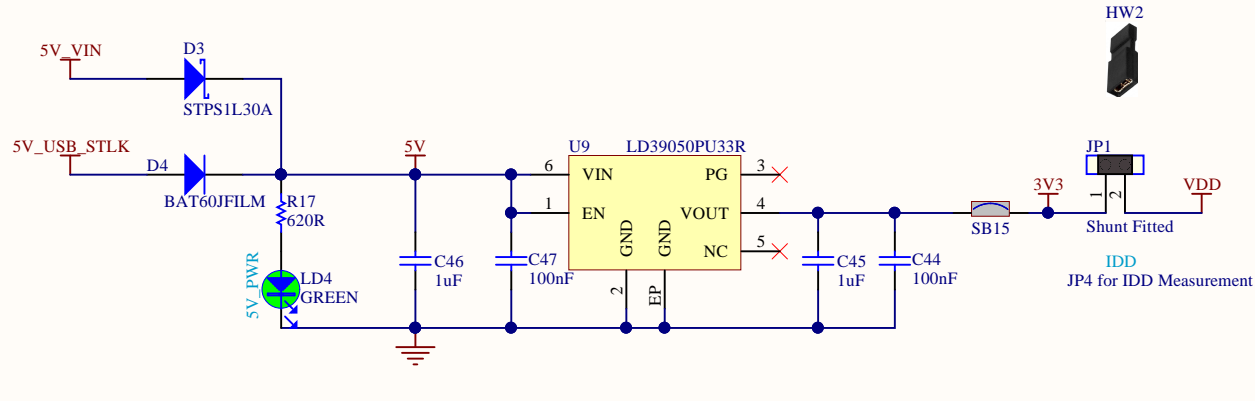 HW2
5V_VIN
D3
STPS1L30A
5V_USB_STLK
D4
BAT60JFILM
5V
U9
LD39050PU33R
6
VIN
PG
3
1
EN
VOUT
4
GND
GND
NC
5
2
EP
R17
620R
5V_PWR
LD4
GREEN
C46
1uF
C47
100nF
C45
1uF
C44
100nF
SB15
3V3
JP1
1
2
VDD
Shunt Fitted
IDD
JP4 for IDD Measurement